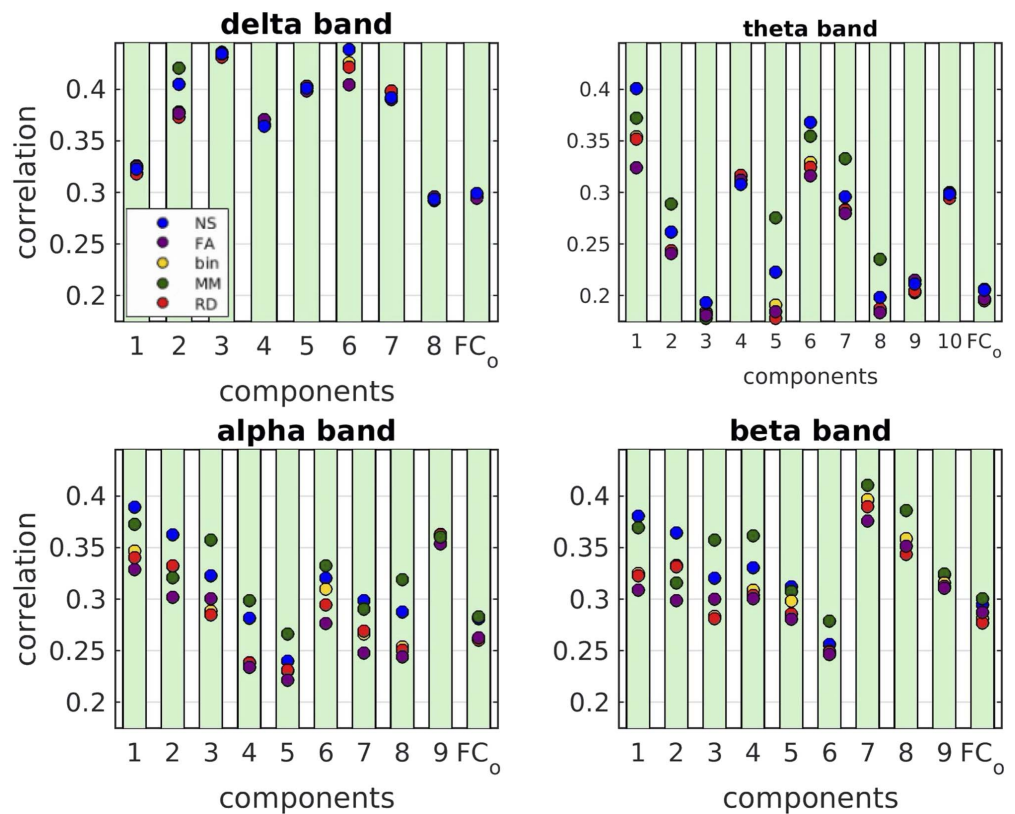 delta band
correlation
0.4
0.35
0.3
0.25
0.2
NS
FA
bin
MM
RD
1 2 3 4 5 6 7 8 FCo
components
theta band
0.4
0.35
0.3
0.25
0.2
1 2 3 4 5 6 7 8 9 10 FCo
components
alpha band
correlation
0.4
0.35
0.3
0.25
0.2
1 2 3 4 5 6 7 8 9 FCo
components
beta band
0.4
0.35
0.3
0.25
0.2
1 2 3 4 5 6 7 8 9 FCo
components